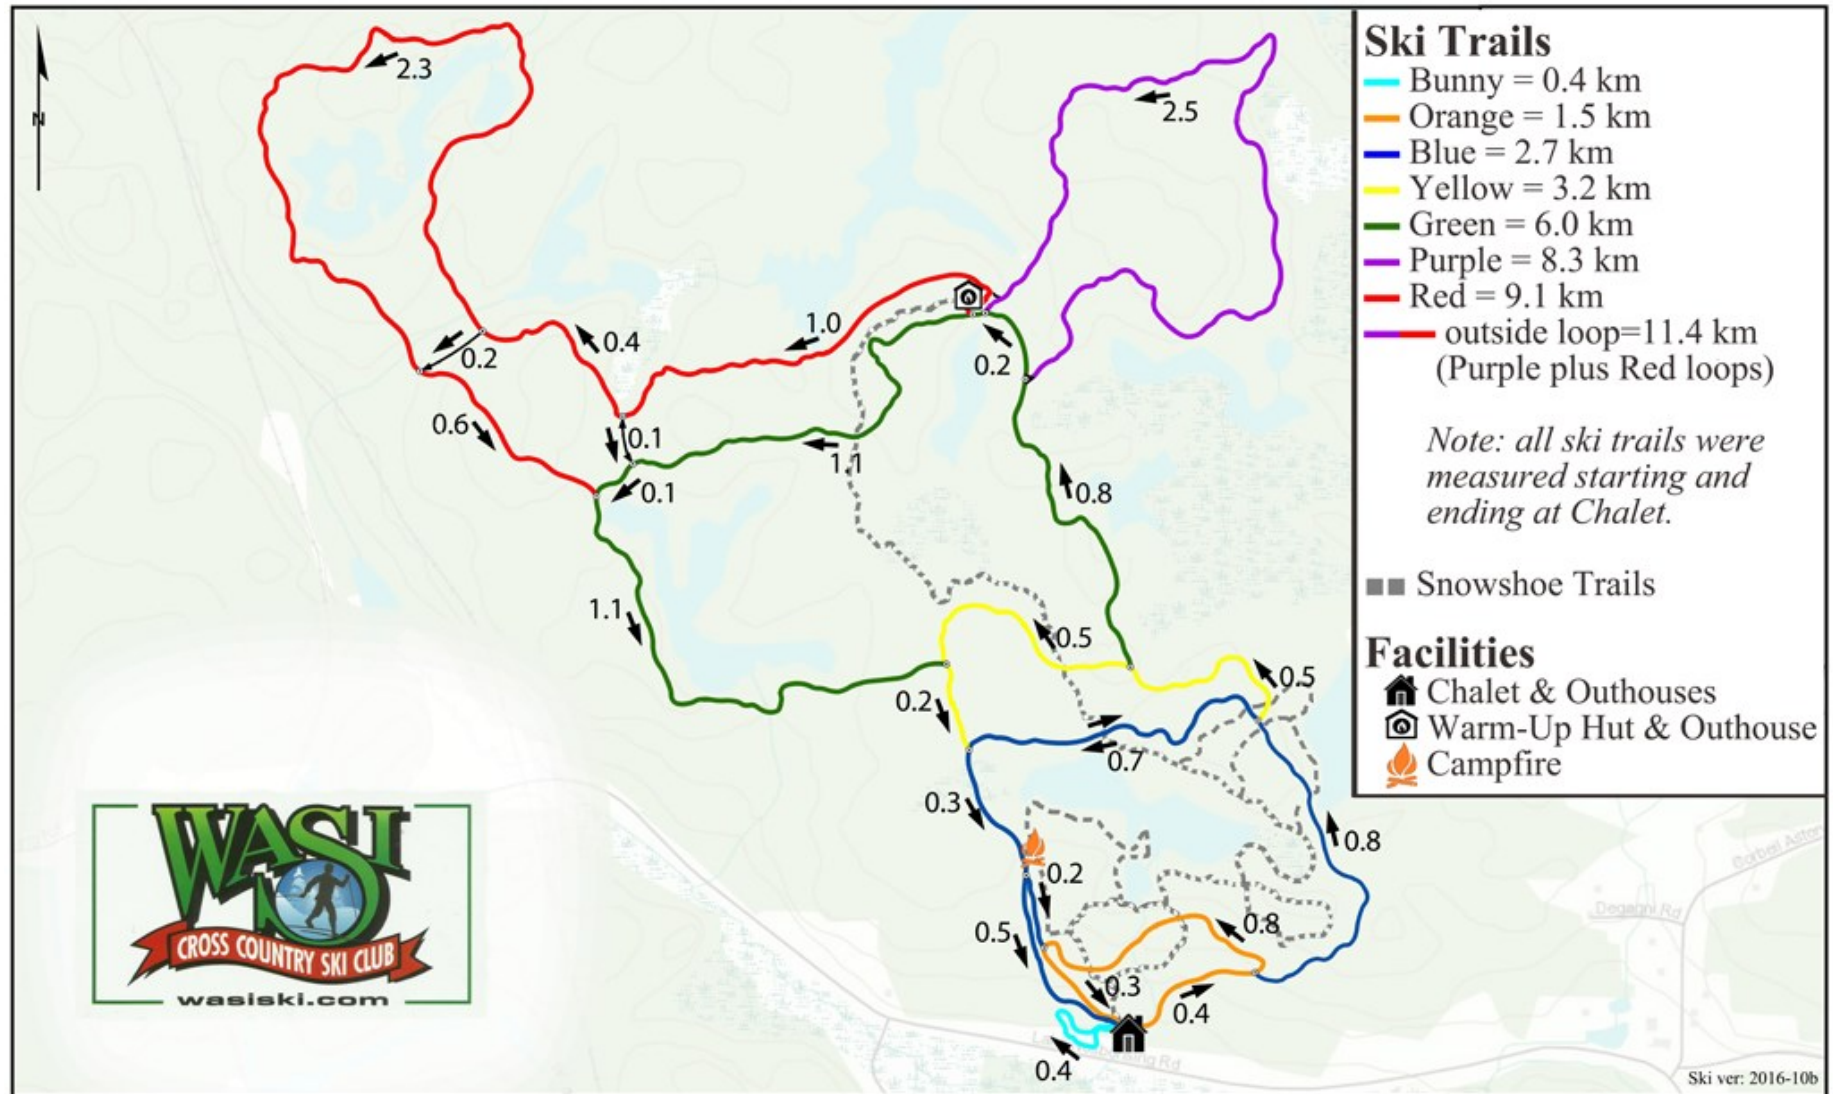 N
2.3
2.5
1.0
0.4
0.2
0.2
0.6
0.1
0.1
1.1
0.8
1.1
0.5
0.5
0.2
0.7
0.3
0.8
0.2
0.5
0.8
0.3
0.4
0.4
Ski Trails
Bunny = 0.4 km
Orange = 1.5 km
Blue = 2.7 km
Yellow = 3.2 km
Green = 6.0 km
Purple = 8.3 km
Red = 9.1 km
outside loop=11.4 km
(Purple plus Red loops)
Note: all ski trails were
measured starting and
ending at Chalet.
Snowshoe Trails
Facilities
Chalet & Outhouses
Warm-Up Hut & Outhouse
Campfire
WASI
CROSS COUNTRY SKI CLUB
wasiski.com
Degagni Rd
Corbeil Aston
Rd
Ski ver: 2016-10b